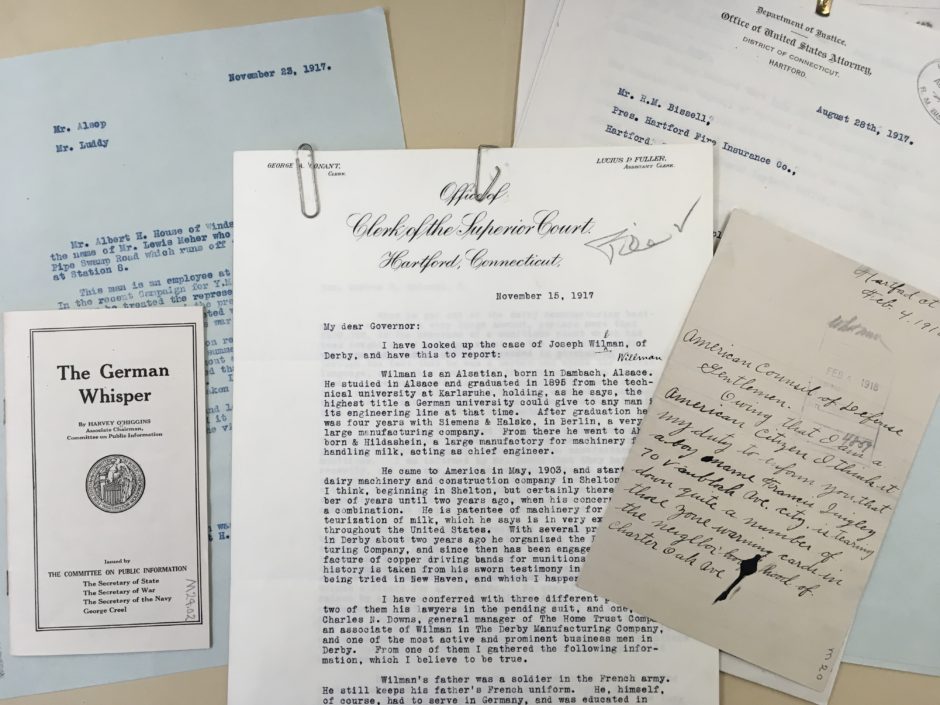 November 23, 1917.
Mr. Alsop
Mr. Luddy
Mr. Albert H. House of Winds
the name of Mr. Lewis Meher who
Pipe Swamp Road which runs off
at Station 8.
This man is an employee at
In the recent Campaign for Y.M.
be treated the represe
Department of Justice.
Office of United States Attorney,
DISTRICT OF CONNECTICUT.
HARTFORD.
August 28th, 1917.
Mr. R.M. Bissell,
Pres. Hartford Fire Insurance Co.,
Hartford
The German
Whisper
By HARVEY O'HIGGINS
Associate Chairman,
Committee on Public Information
Issued by
THE COMMITTEE ON PUBLIC INFORMATION
The Secretary of State
The Secretary of War
The Secretary of the Navy
George Creel
GEORGE A. CONANT,
CLERK.
LUCIUS P. FULLER,
ASSISTANT CLERK.
Office of
Clerk of the Superior Court.
Hartford, Connecticut,
File ✓
November 15, 1917
My dear Governor:
I have looked up the case of Joseph Wilman, of
Willman
Derby, and have this to report:
Wilman is an Alsatian, born in Dambach, Alsace.
He studied in Alsace and graduated in 1895 from the tech-
nical university at Karlsruhe, holding, as he says, the
highest title a German university could give to any man i
its engineering line at that time. After graduation he
was four years with Siemens & Halske, in Berlin, a very
large manufacturing company. From there he went to Ah
born & Hildashein, a large manufactory for machinery f
handling milk, acting as chief engineer.
He came to America in May, 1903, and start
dairy machinery and construction company in Shelton
I think, beginning in Shelton, but certainly there
ber of years until two years ago, when his concer
a combination. He is patentee of machinery for
teurization of milk, which he says is in very ex
throughout the United States. With several pr
in Derby about two years ago he organized the D
turing Company, and since then has been engage
facture of copper driving bands for munitions
history is taken from his sworn testimony in
being tried in New Haven, and which I happe
I have conferred with three different p
two of them his lawyers in the pending suit, and one,
Charles N. Downs, general manager of The Home Trust Comp
an associate of Wilman in The Derby Manufacturing Company,
and one of the most active and prominent business men in
Derby. From one of them I gathered the following infor-
mation, which I believe to be true.
Wilman's father was a soldier in the French army.
He still keeps his father's French uniform. He, himself,
of course, had to serve in Germany, and was educated in
Hartford ct
Feb. 4, 191
FEB 1918
American Council of Defense
Gentlemen.
Owing that I am a
American Citizen I think it
my duty to inform you that
a boy name Francis Quigley
70 Vanblock Ave. city is tearing
down quite a number of
those zone warning cards in
the neighborhood of
Charter Oak Ave
M 20